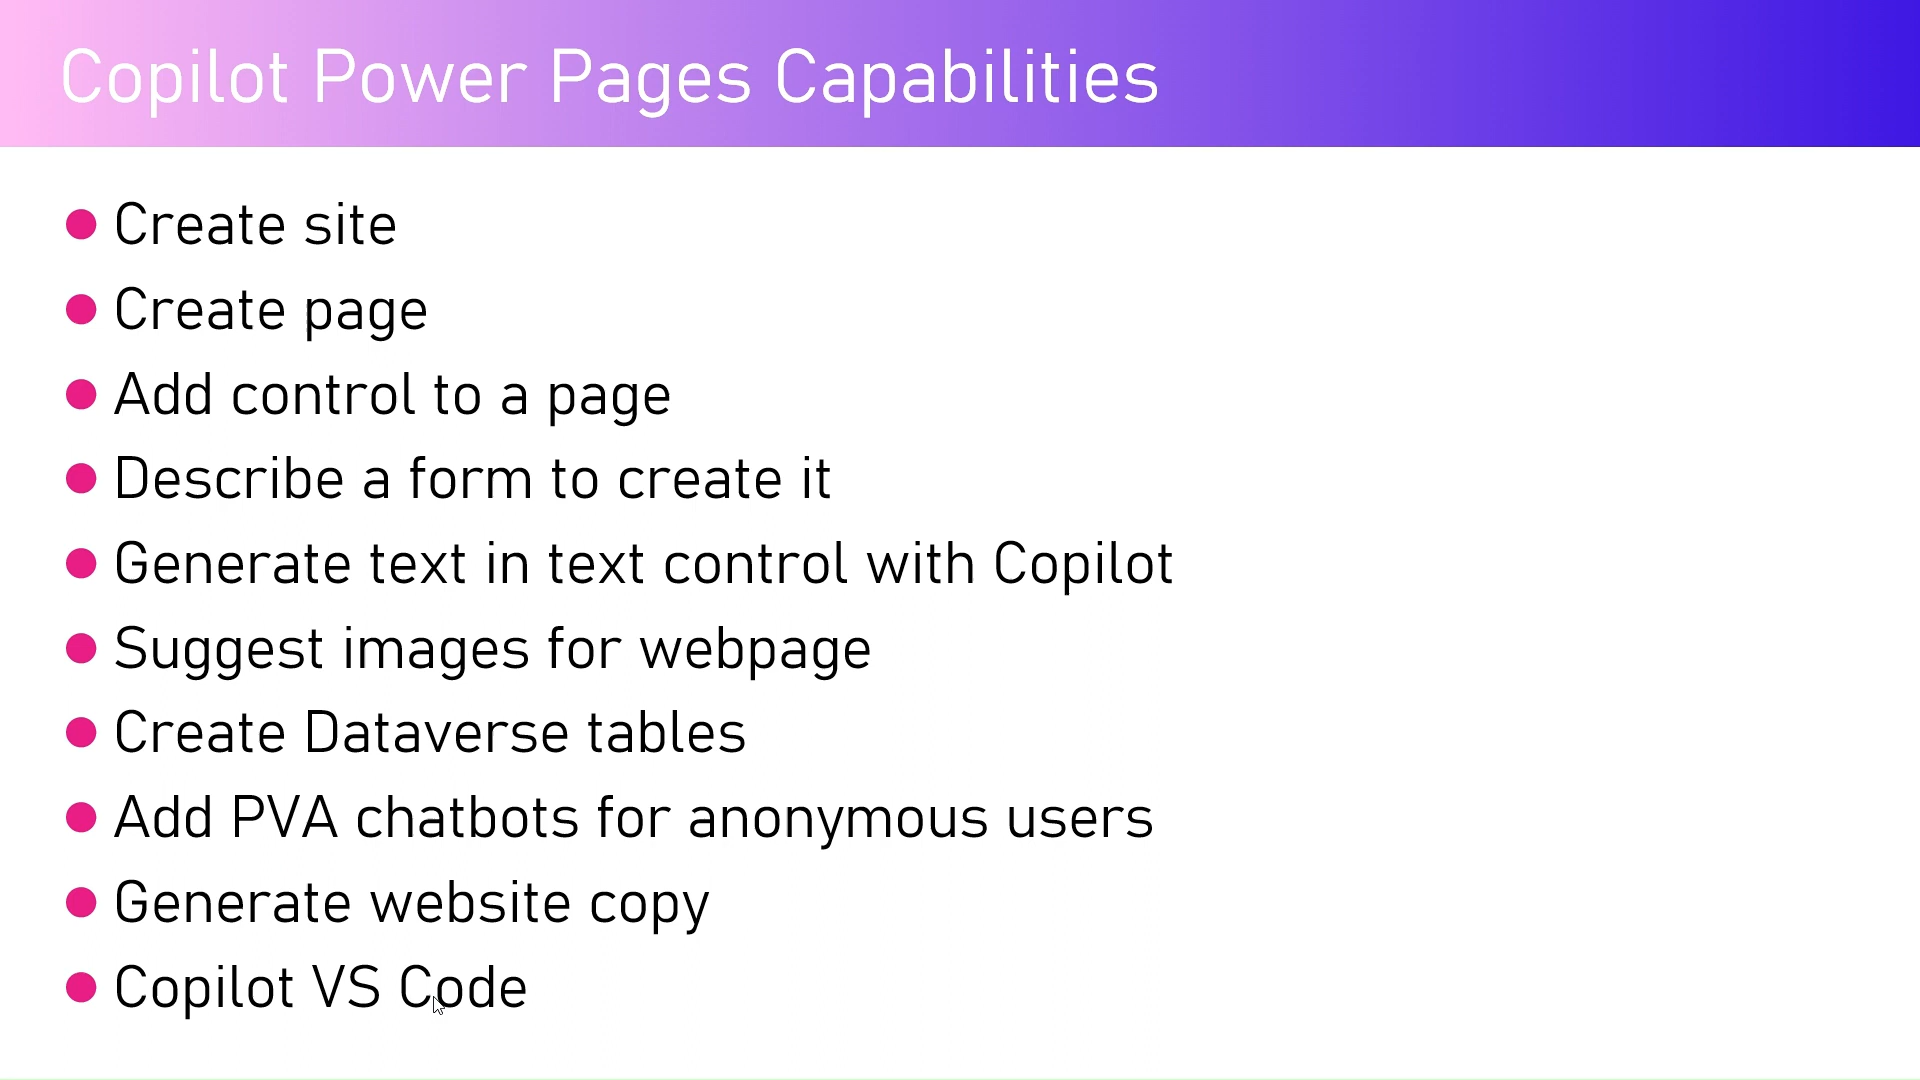 Copilot Power Pages Capabilities
Create site
Create page
Add control to a page
Describe a form to create it
Generate text in text control with Copilot
Suggest images for webpage
Create Dataverse tables
Add PVA chatbots for anonymous users
Generate website copy
Copilot VS Code